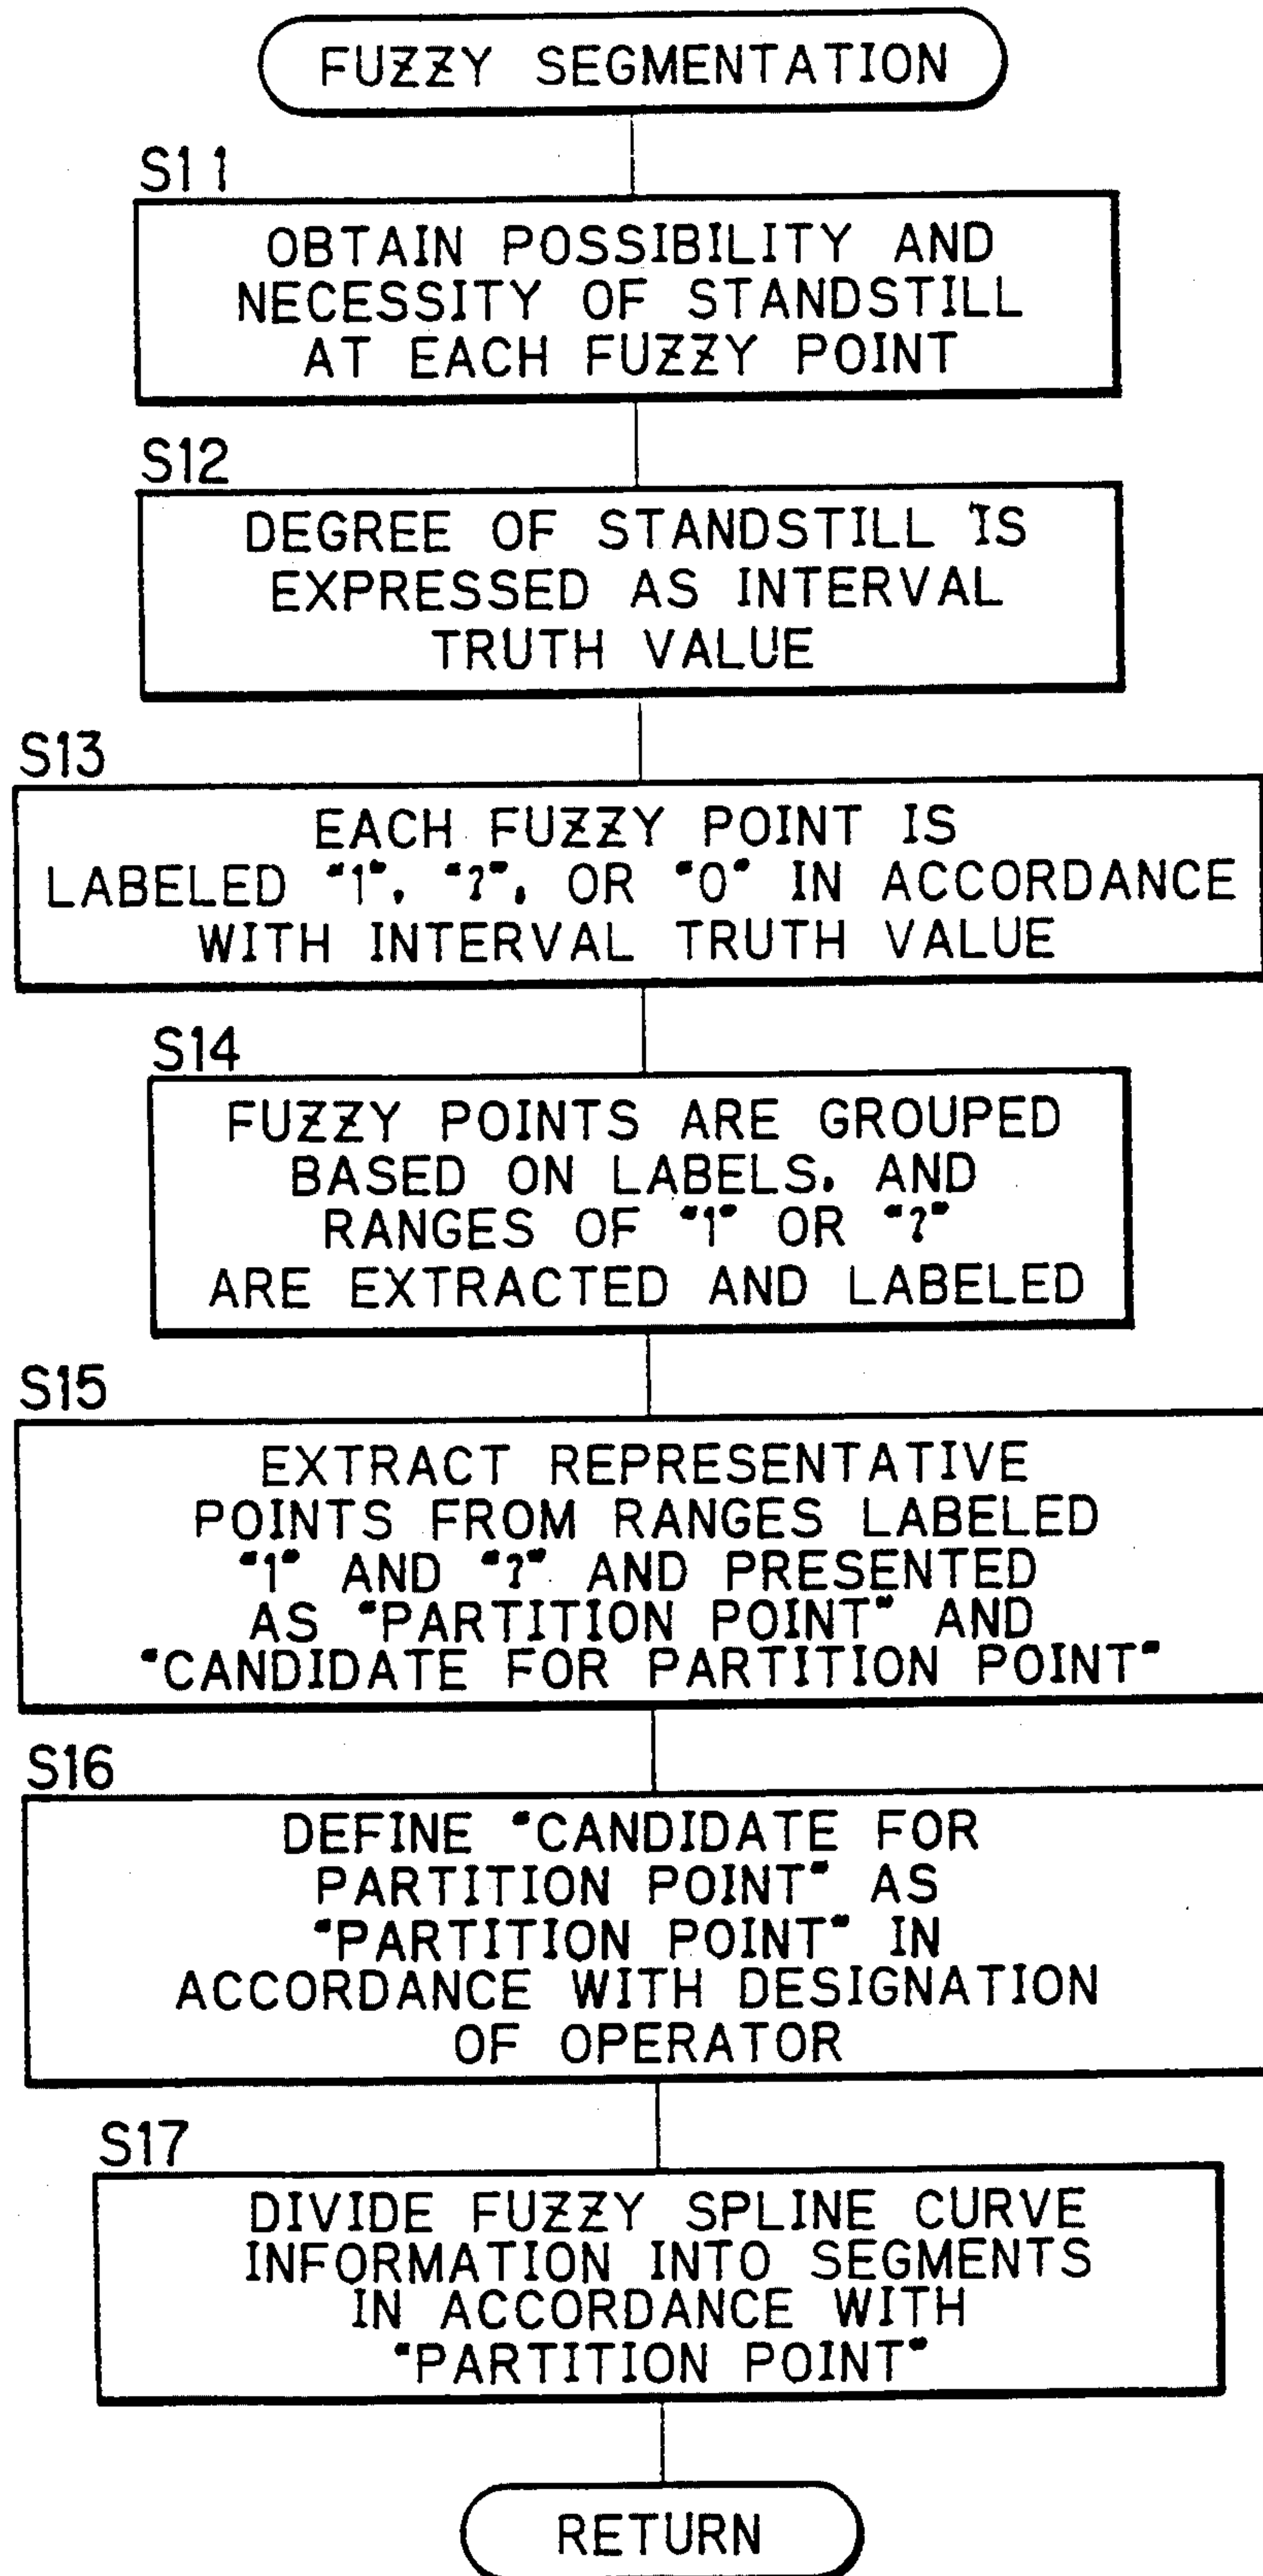 FUZZY SEGMENTATION
S11
OBTAIN POSSIBILITY AND
NECESSITY OF STANDSTILL
AT EACH FUZZY POINT
S12
DEGREE OF STANDSTILL IS
EXPRESSED AS INTERVAL
TRUTH VALUE
S13
EACH FUZZY POINT IS
LABELED "1", "?", OR "0" IN ACCORDANCE
WITH INTERVAL TRUTH VALUE
S14
FUZZY POINTS ARE GROUPED
BASED ON LABELS, AND
RANGES OF "1" OR "?"
ARE EXTRACTED AND LABELED
S15
EXTRACT REPRESENTATIVE
POINTS FROM RANGES LABELED
"1" AND "?" AND PRESENTED
AS "PARTITION POINT" AND
"CANDIDATE FOR PARTITION POINT"
S16
DEFINE "CANDIDATE FOR
PARTITION POINT" AS
"PARTITION POINT" IN
ACCORDANCE WITH DESIGNATION
OF OPERATOR
S17
DIVIDE FUZZY SPLINE CURVE
INFORMATION INTO SEGMENTS
IN ACCORDANCE WITH
"PARTITION POINT"
RETURN